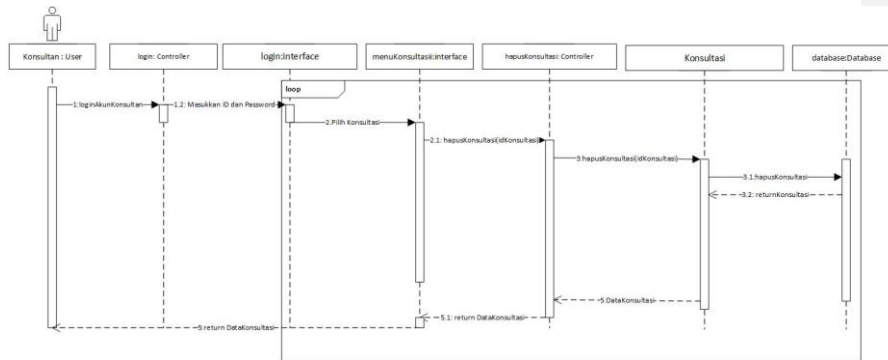 Konsultan : User
login: Controller
login:interface
menuKonsultasi:interface
hapusKonsultasi: Controller
Konsultasi
database:Database
loop
1:loginAkunKonsultan
1.2: Masukkan ID dan Password
2.Pilih Konsultasi
2.1: hapusKonsultasi(idKonsultasi)
3.hapusKonsultasi(idKonsultasi)
3.1:hapusKonsultasi
3.2: returnKonsultasi
5:DataKonsultasi
5.1: return DataKonsultasi
5:return DataKonsultasi